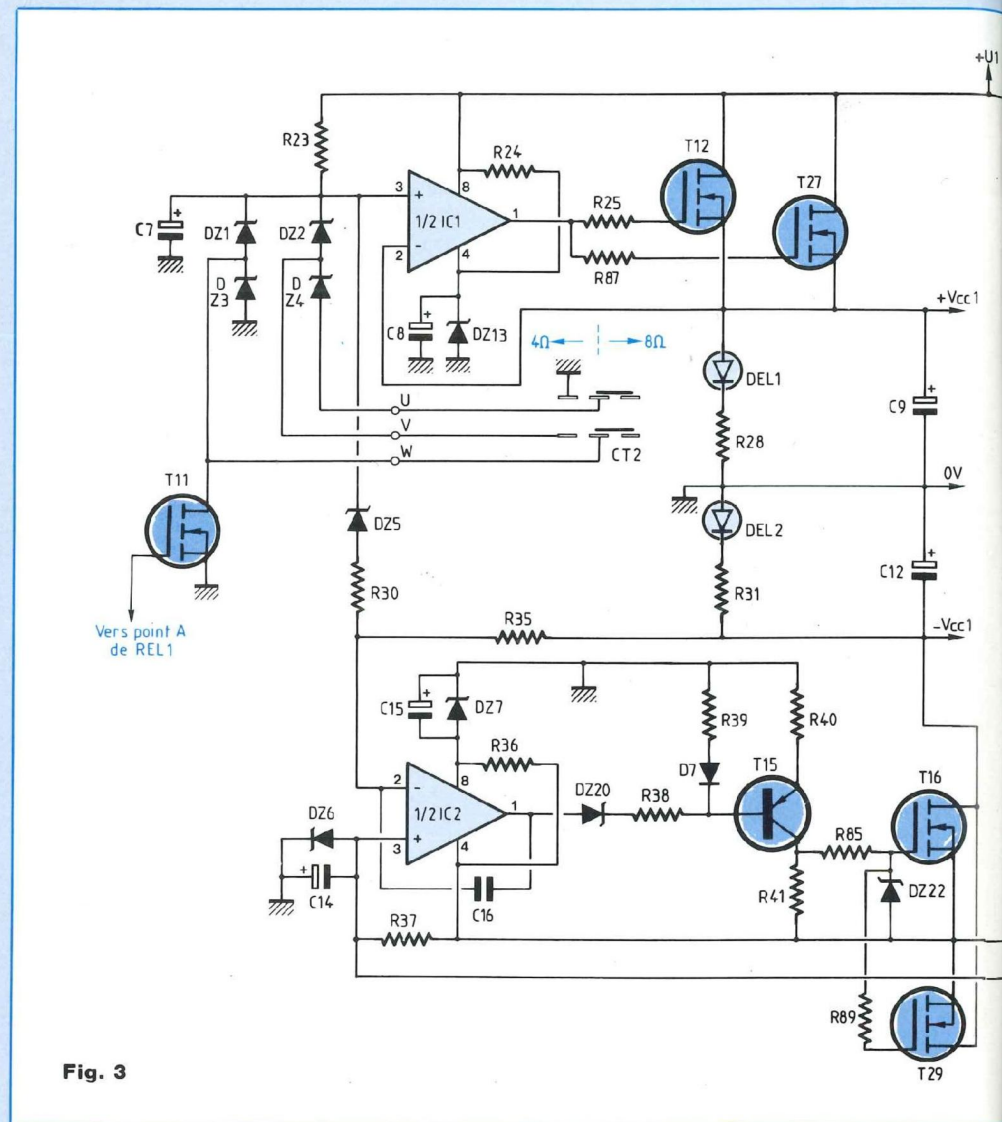 +U1
R23
R24
T12
T27
3
+
8
1/2 IC1
1
R25
C7
+
DZ1
DZ2
2
-
4
R87
D
Z3
D
Z4
C8
+
DZ13
4Ω
8Ω
+Vcc1
DEL1
C9
+
U
V
W
CT2
R28
T11
0V
DZ5
DEL2
C12
+
R30
R31
Vers point A
de REL1
R35
-Vcc1
C15
+
DZ7
R39
R40
R36
D7
T15
T16
2
-
8
1/2 IC2
1
DZ20
R38
DZ6
3
+
4
R85
+
C14
C16
R41
DZ22
R37
R89
T29
Fig. 3